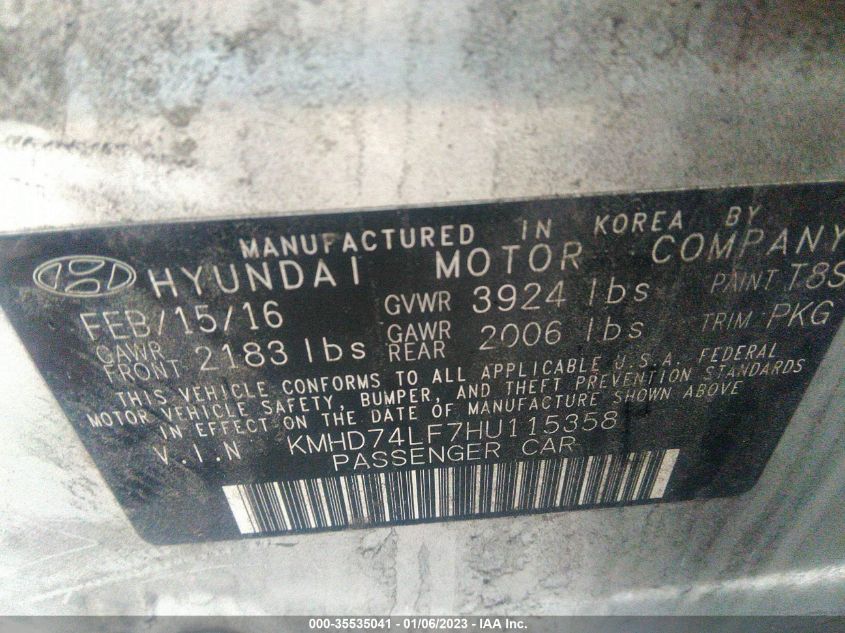 MANUFACTURED IN KOREA BY
HYUNDAI MOTOR COMPANY
FEB/15/16 GVWR 3924 lbs PAINT T8S
GAWR FRONT 2183 lbs GAWR REAR 2006 lbs TRIM PKG
THIS VEHICLE CONFORMS TO ALL APPLICABLE U.S.A. FEDERAL
MOTOR VEHICLE SAFETY, BUMPER, AND THEFT PREVENTION STANDARDS
IN EFFECT ON THE DATE OF MANUFACTURE SHOWN ABOVE
V.I.N KMHD74LF7HU115358
PASSENGER CAR
000-35535041 - 01/06/2023 - IAA Inc.